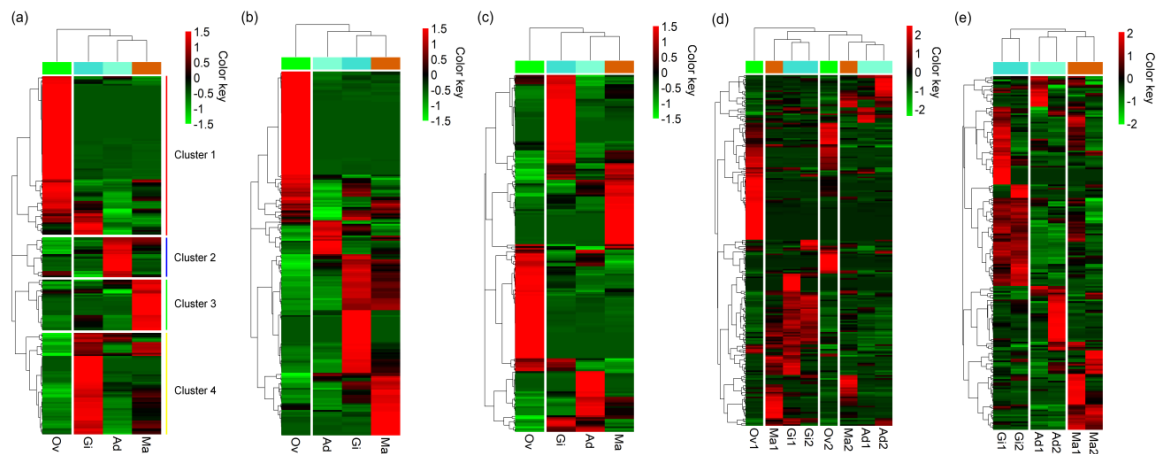 (a)
1.5
1
0.5
0
-0.5
-1
-1.5
Color key
Cluster 1
Cluster 2
Cluster 3
Cluster 4
Ov
Gi
Ad
Ma
(b)
1.5
1
0.5
0
-0.5
-1
-1.5
Color key
Ov
Ad
Gi
Ma
(c)
1.5
1
0.5
0
-0.5
-1
-1.5
Color key
Ov
Gi
Ad
Ma
(d)
2
1
0
-1
-2
Color key
Ov1
Ma1
Gi1
Gi2
Ov2
Ma2
Ad1
Ad2
(e)
2
1
0
-1
-2
Color key
Gi1
Gi2
Ad1
Ad2
Ma1
Ma2